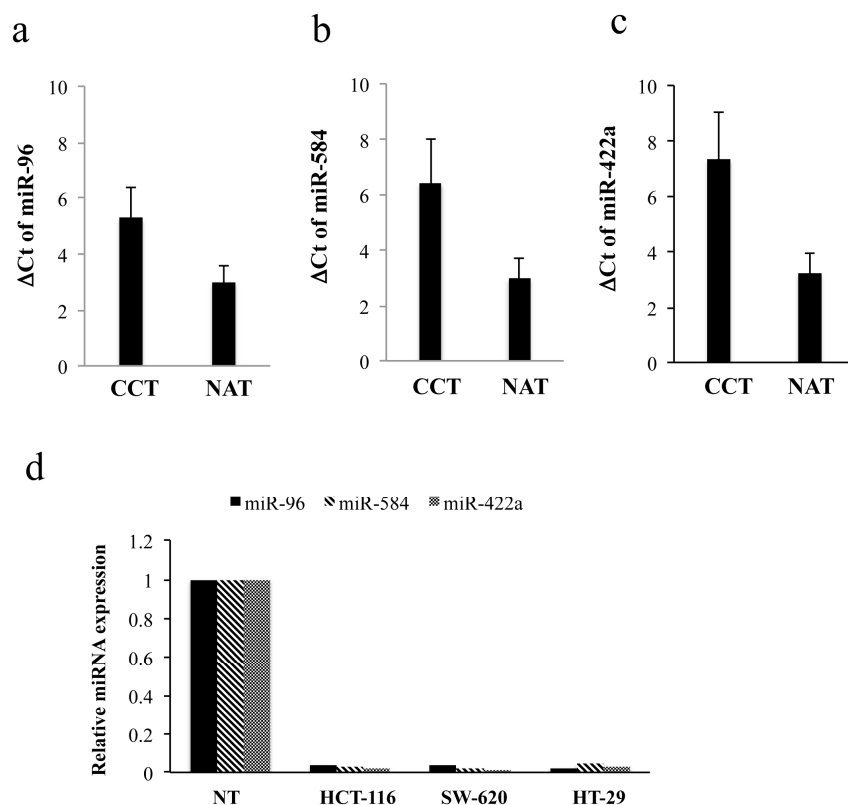 a
b
c
10
8
6
4
2
0
ΔCt of miR-96
CCT NAT
10
8
6
4
2
0
ΔCt of miR-584
CCT NAT
10
8
6
4
2
0
ΔCt of miR-422a
CCT NAT
d
miR-96 miR-584 miR-422a
1.2
1
0.8
0.6
0.4
0.2
0
Relative miRNA expression
NT HCT-116 SW-620 HT-29